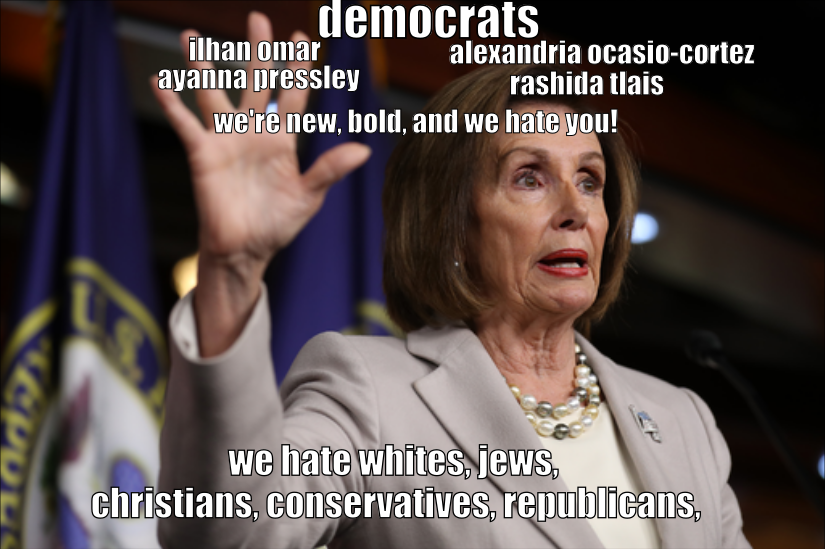 democrats
ilhan omar
alexandria ocasio-cortez
ayanna pressley
rashida tlais
we're new, bold, and we hate you!
we hate whites, jews,
christians, conservatives, republicans,